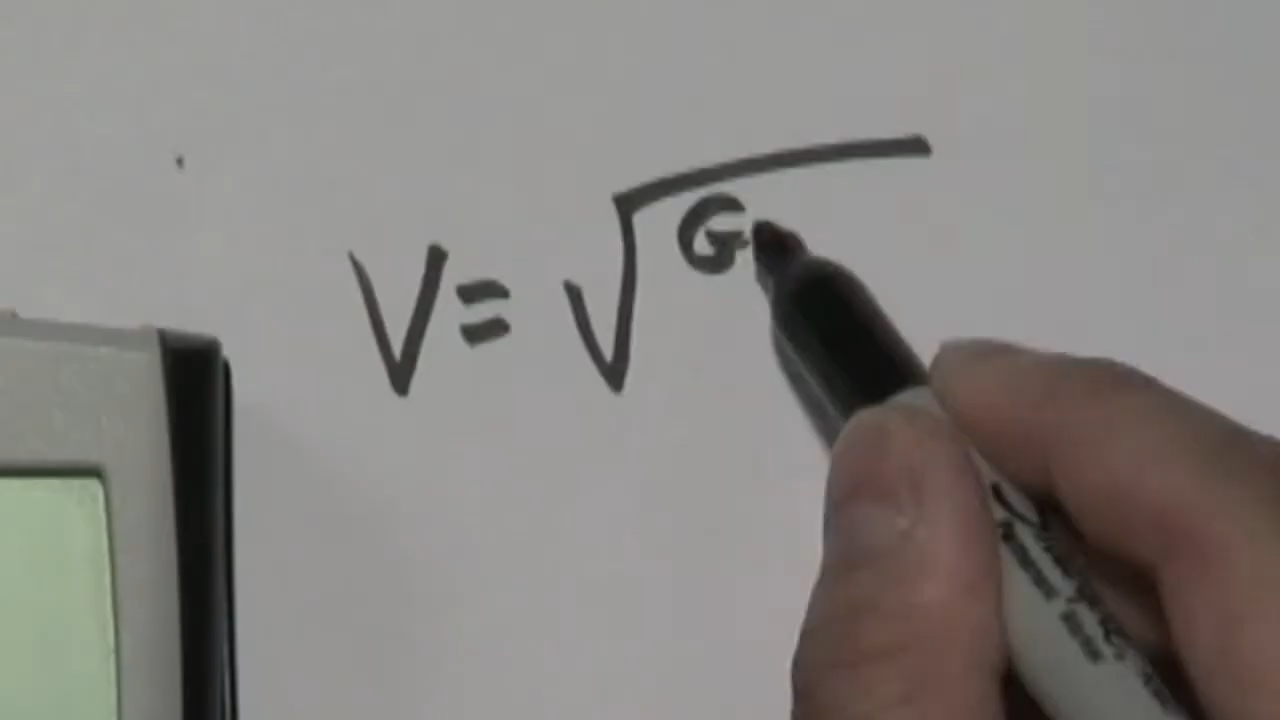 V = √G